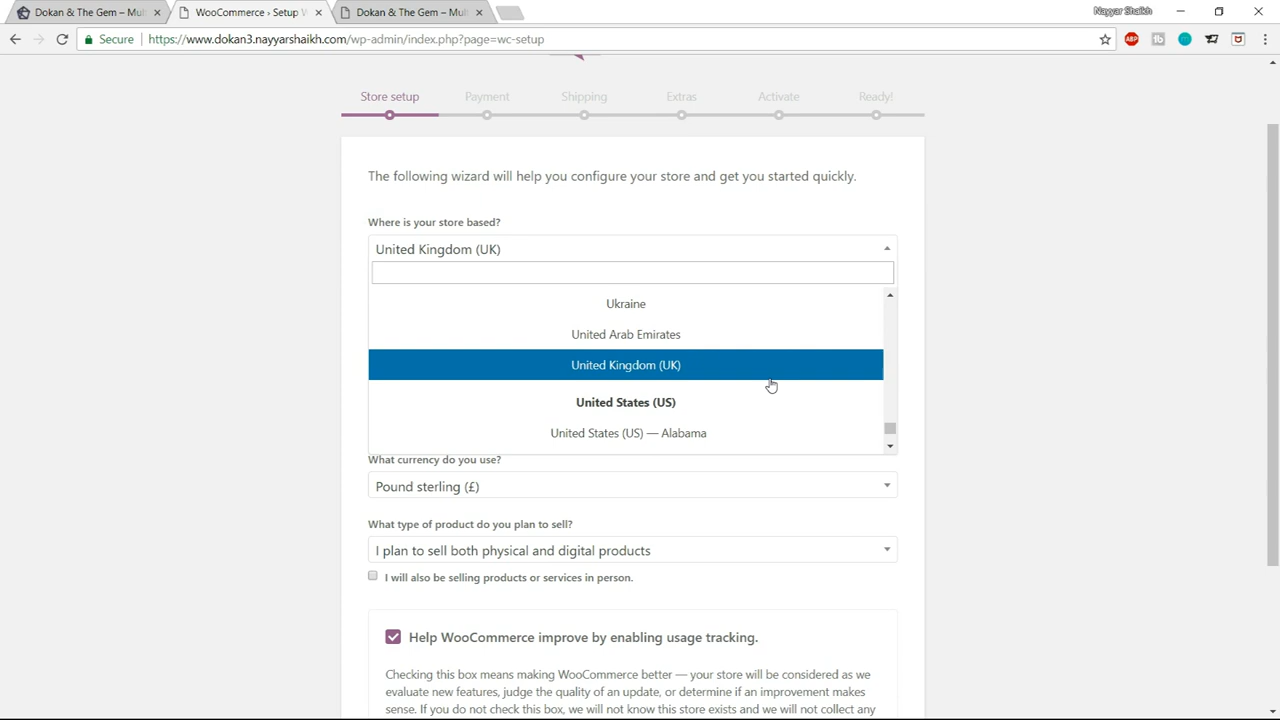 Dokan & The Gem – Mul
WooCommerce › Setup W
Dokan & The Gem – Mul
Nayyar Shaikh
Secure
https://www.dokan3.nayyarshaikh.com/wp-admin/index.php?page=wc-setup
ABP
Store setup
Payment
Shipping
Extras
Activate
Ready!
The following wizard will help you configure your store and get you started quickly.
Where is your store based?
United Kingdom (UK)
Ukraine
United Arab Emirates
United Kingdom (UK)
United States (US)
United States (US) — Alabama
What currency do you use?
Pound sterling (£)
What type of product do you plan to sell?
I plan to sell both physical and digital products
I will also be selling products or services in person.
Help WooCommerce improve by enabling usage tracking.
Checking this box means making WooCommerce better — your store will be considered as we
evaluate new features, judge the quality of an update, or determine if an improvement makes
sense. If you do not check this box, we will not know this store exists and we will not collect any